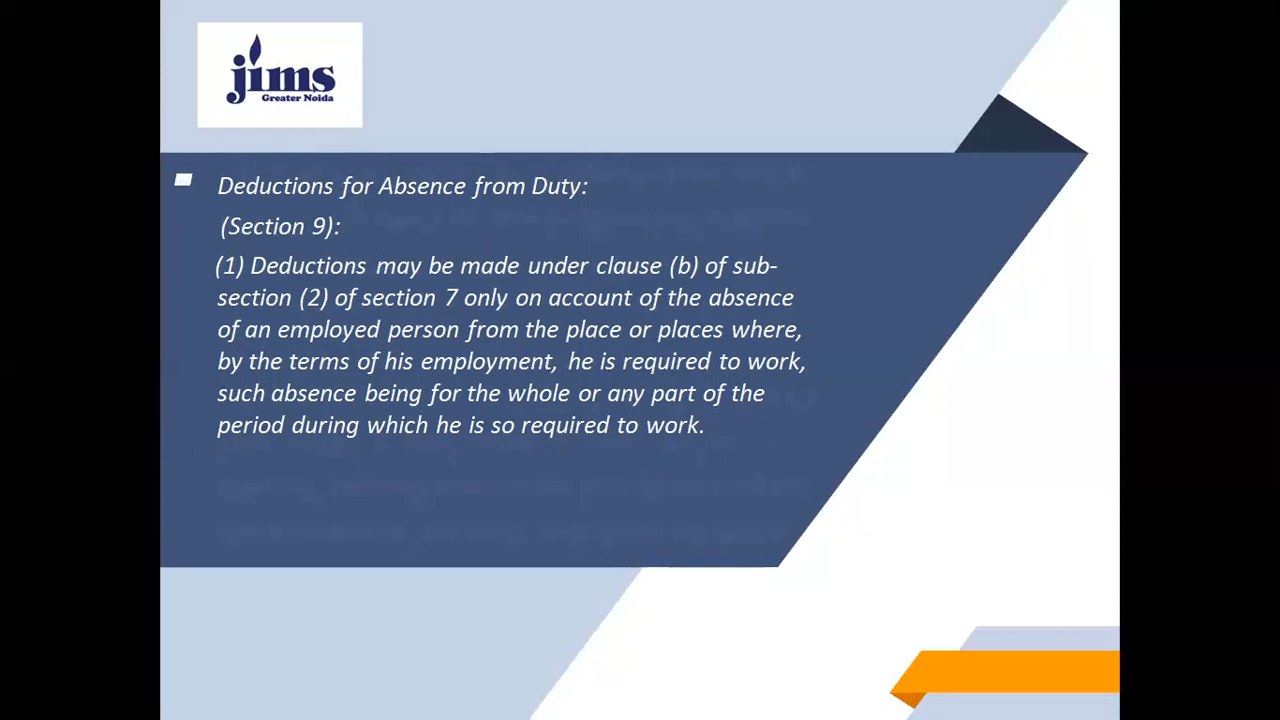 jims
Greater Noida
Deductions for Absence from Duty:
(Section 9):
(1) Deductions may be made under clause (b) of sub-
section (2) of section 7 only on account of the absence
of an employed person from the place or places where,
by the terms of his employment, he is required to work,
such absence being for the whole or any part of the
period during which he is so required to work.